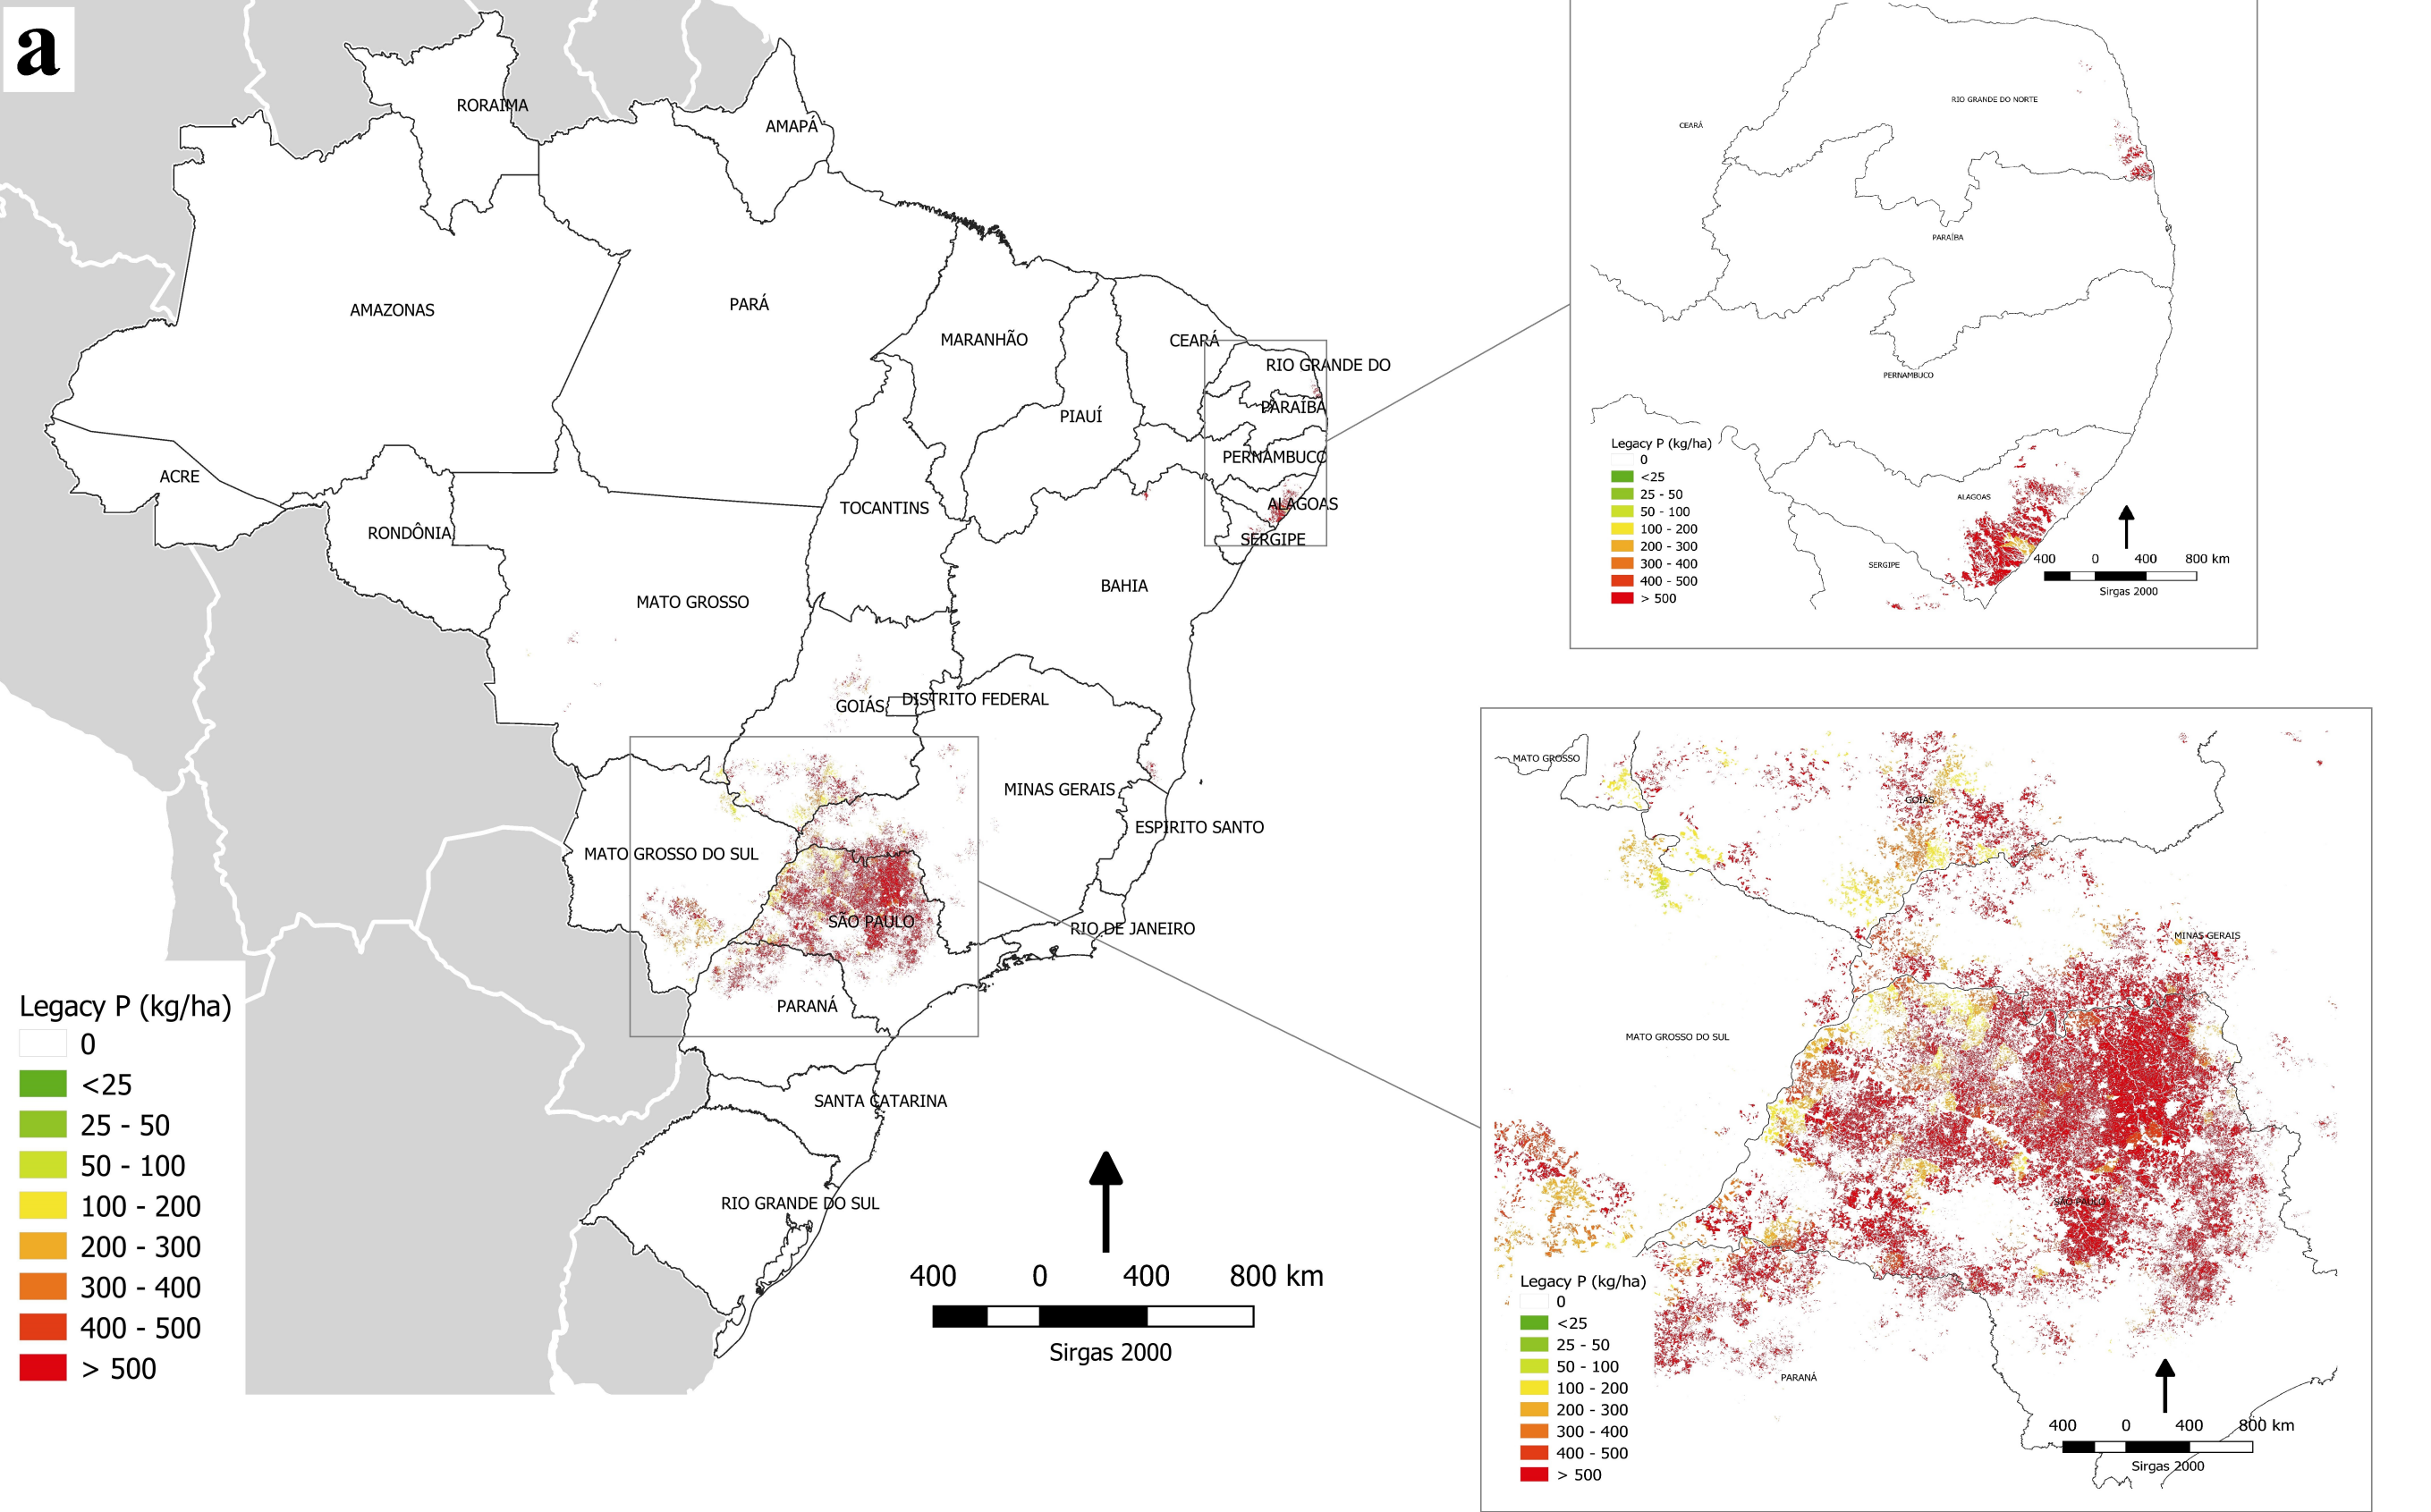 a
RORAIMA
AMAPÁ
AMAZONAS
PARÁ
MARANHÃO
CEARÁ
RIO GRANDE DO
PARAÍBA
PIAUÍ
PERNAMBUCO
ACRE
TOCANTINS
ALAGOAS
RONDÔNIA
SERGIPE
BAHIA
MATO GROSSO
GOIÁS
DISTRITO FEDERAL
MINAS GERAIS
ESPIRITO SANTO
MATO GROSSO DO SUL
SÃO PAULO
RIO DE JANEIRO
PARANÁ
SANTA CATARINA
RIO GRANDE DO SUL
Legacy P (kg/ha)
0
<25
25 - 50
50 - 100
100 - 200
200 - 300
300 - 400
400 - 500
> 500
400 0 400 800 km
Sirgas 2000
RIO GRANDE DO NORTE
CEARÁ
PARAÍBA
PERNAMBUCO
ALAGOAS
SERGIPE
Legacy P (kg/ha)
0
<25
25 - 50
50 - 100
100 - 200
200 - 300
300 - 400
400 - 500
> 500
400 0 400 800 km
Sirgas 2000
MATO GROSSO
GOIÁS
MINAS GERAIS
MATO GROSSO DO SUL
SÃO PAULO
PARANÁ
Legacy P (kg/ha)
0
<25
25 - 50
50 - 100
100 - 200
200 - 300
300 - 400
400 - 500
> 500
400 0 400 800 km
Sirgas 2000